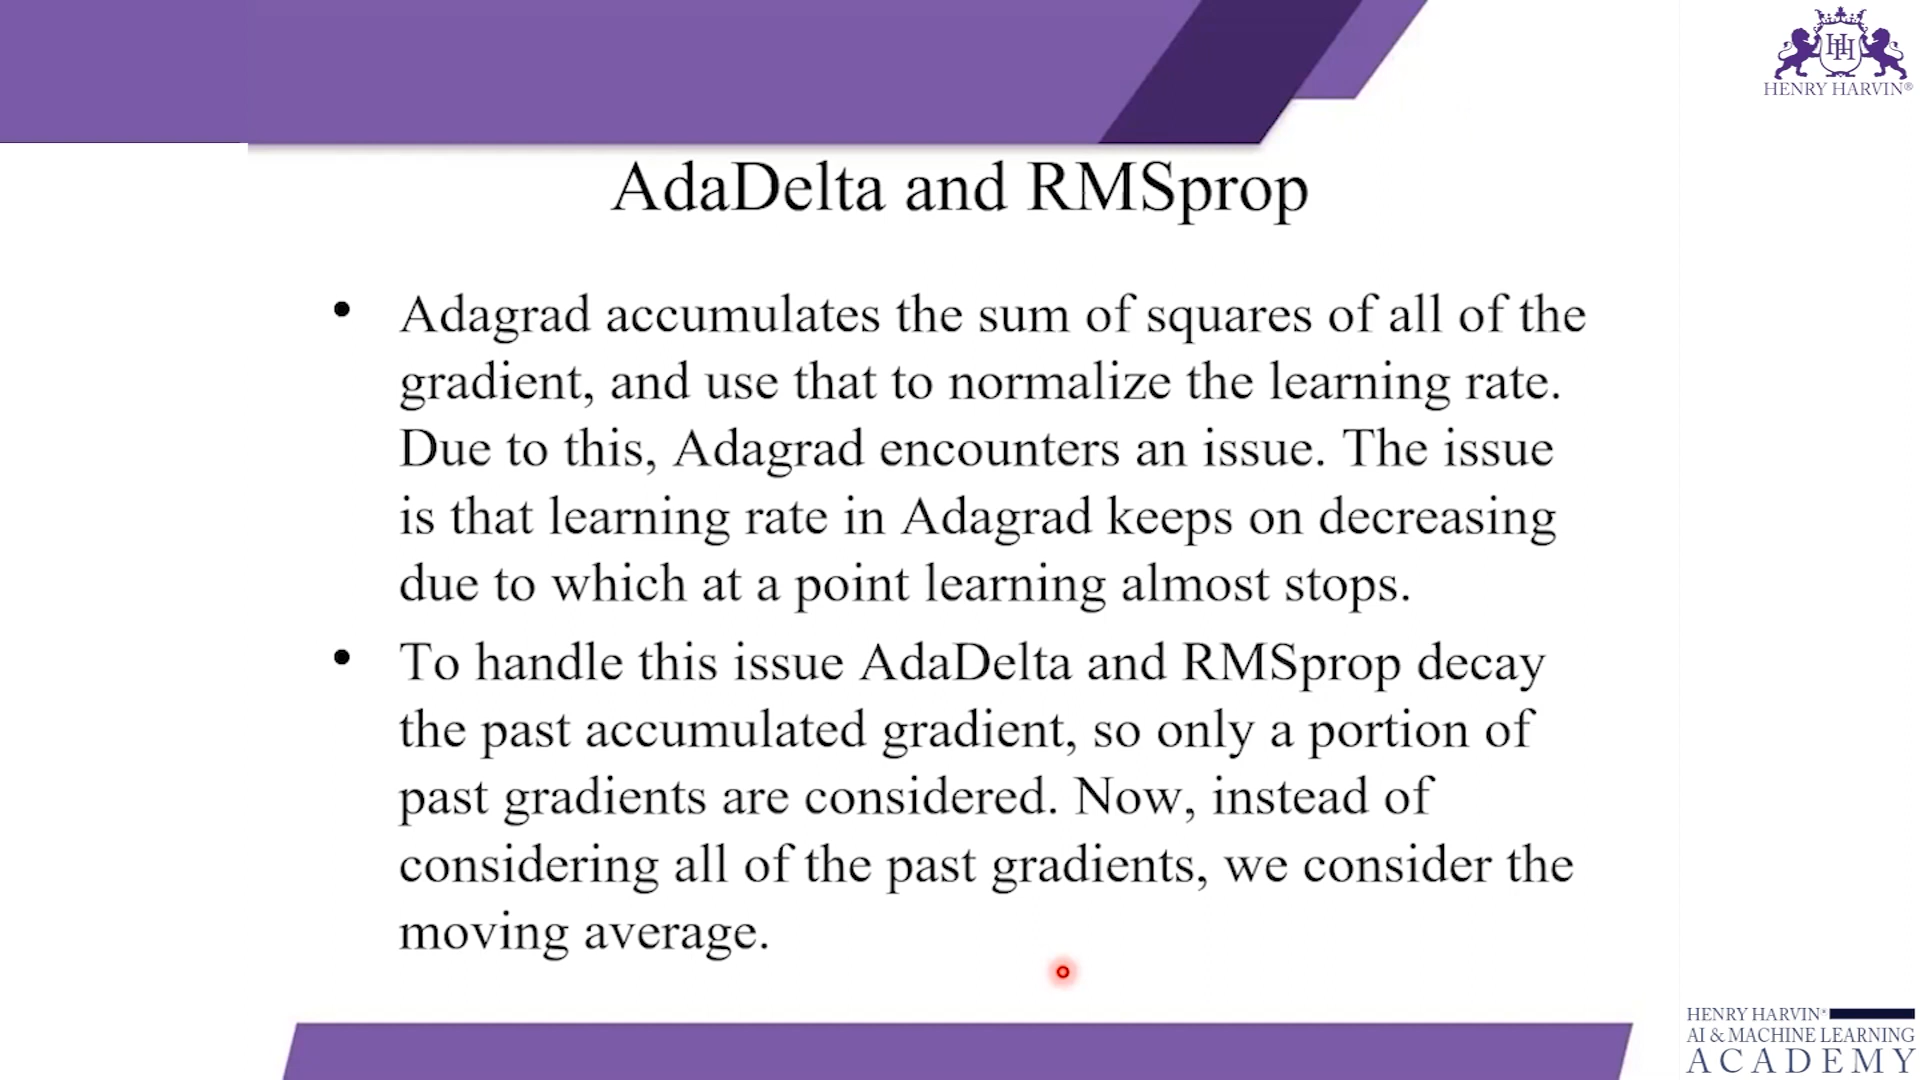 HENRY HARVIN®
AdaDelta and RMSprop
• Adagrad accumulates the sum of squares of all of the
gradient, and use that to normalize the learning rate.
Due to this, Adagrad encounters an issue. The issue
is that learning rate in Adagrad keeps on decreasing
due to which at a point learning almost stops.
• To handle this issue AdaDelta and RMSprop decay
the past accumulated gradient, so only a portion of
past gradients are considered. Now, instead of
considering all of the past gradients, we consider the
moving average.
HENRY HARVIN®
AI & MACHINE LEARNING
ACADEMY